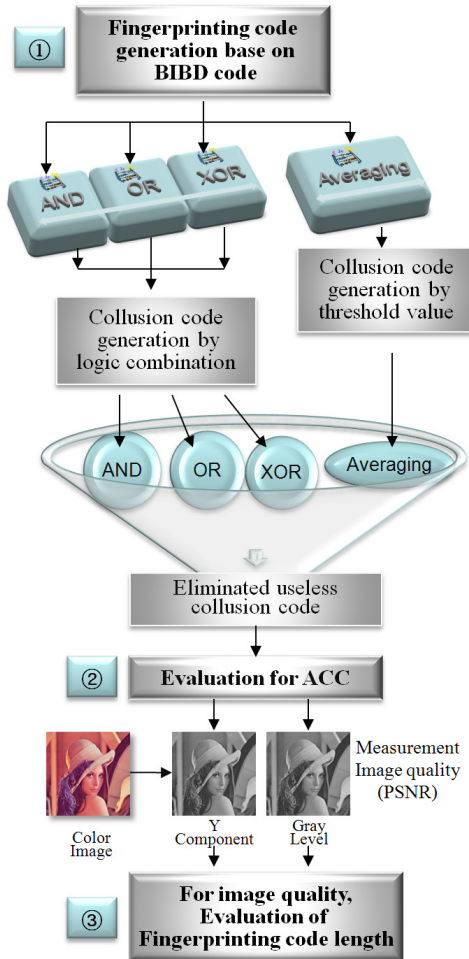 ①
Fingerprinting code
generation base on
BIBD code
AND
OR
XOR
Averaging
Collusion code
generation by
logic combination
Collusion code
generation by
threshold value
AND
OR
XOR
Averaging
Eliminated useless
collusion code
②
Evaluation for ACC
Measurement
Image quality
(PSNR)
Color
Image
Y
Component
Gray
Level
③
For image quality,
Evaluation of
Fingerprinting code length